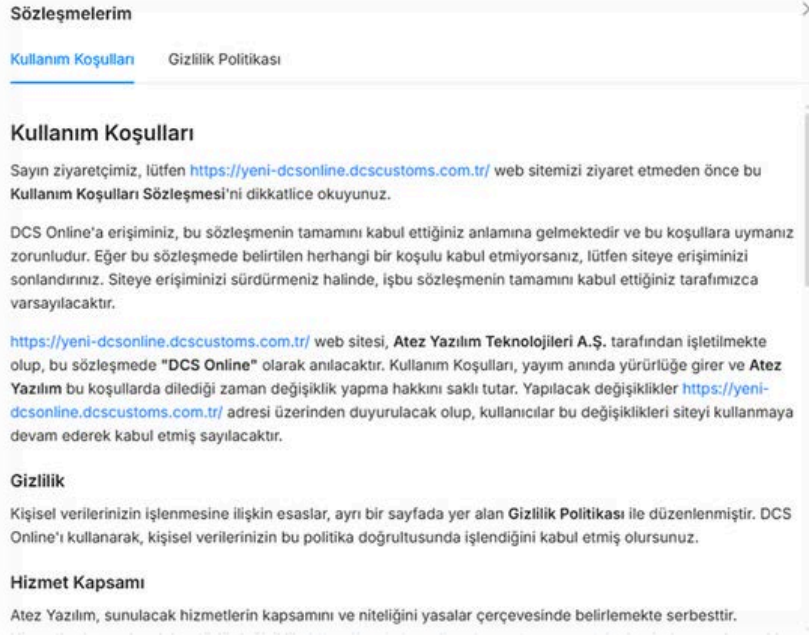 Sözleşmelerim
Kullanım Koşulları Gizlilik Politikası
Kullanım Koşulları
Sayın ziyaretçimiz, lütfen https://yeni-dcsonline.dcscustoms.com.tr/ web sitemizi ziyaret etmeden önce bu
Kullanım Koşulları Sözleşmesi'ni dikkatlice okuyunuz.
DCS Online'a erişiminiz, bu sözleşmenin tamamını kabul ettiğiniz anlamına gelmektedir ve bu koşullara uymanız
zorunludur. Eğer bu sözleşmede belirtilen herhangi bir koşulu kabul etmiyorsanız, lütfen siteye erişiminizi
sonlandırınız. Siteye erişiminizi sürdürmeniz halinde, işbu sözleşmenin tamamını kabul ettiğiniz tarafımızca
varsayılacaktır.
https://yeni-dcsonline.dcscustoms.com.tr/ web sitesi, Atez Yazılım Teknolojileri A.Ş. tarafından işletilmekte
olup, bu sözleşmede "DCS Online" olarak anılacaktır. Kullanım Koşulları, yayım anında yürürlüğe girer ve Atez
Yazılım bu koşullarda dilediği zaman değişiklik yapma hakkını saklı tutar. Yapılacak değişiklikler https://yeni-
dcsonline.dcscustoms.com.tr/ adresi üzerinden duyurulacak olup, kullanıcılar bu değişiklikleri siteyi kullanmaya
devam ederek kabul etmiş sayılacaktır.
Gizlilik
Kişisel verilerinizin işlenmesine ilişkin esaslar, ayrı bir sayfada yer alan Gizlilik Politikası ile düzenlenmiştir. DCS
Online'ı kullanarak, kişisel verilerinizin bu politika doğrultusunda işlendiğini kabul etmiş olursunuz.
Hizmet Kapsamı
Atez Yazılım, sunulacak hizmetlerin kapsamını ve niteliğini yasalar çerçevesinde belirlemekte serbesttir.